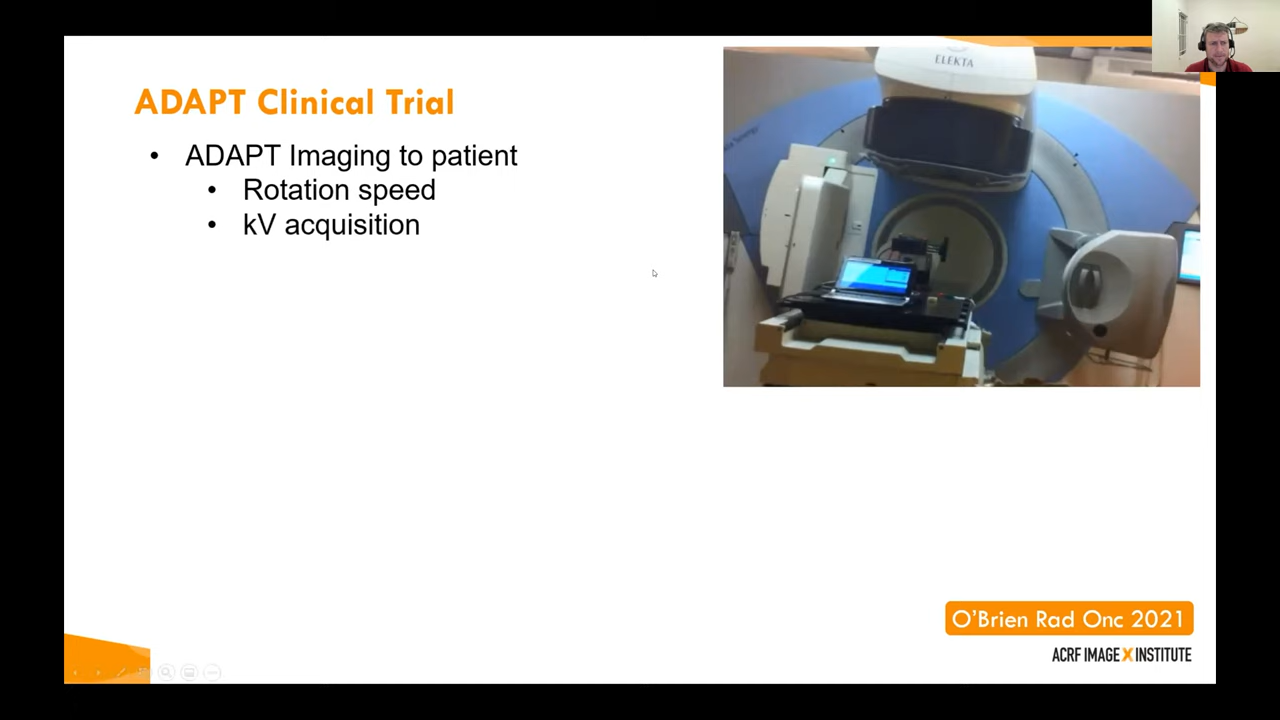 ELEKTA
ADAPT Clinical Trial
• ADAPT Imaging to patient
• Rotation speed
• kV acquisition
O'Brien Rad Onc 2021
ACRF IMAGE X INSTITUTE